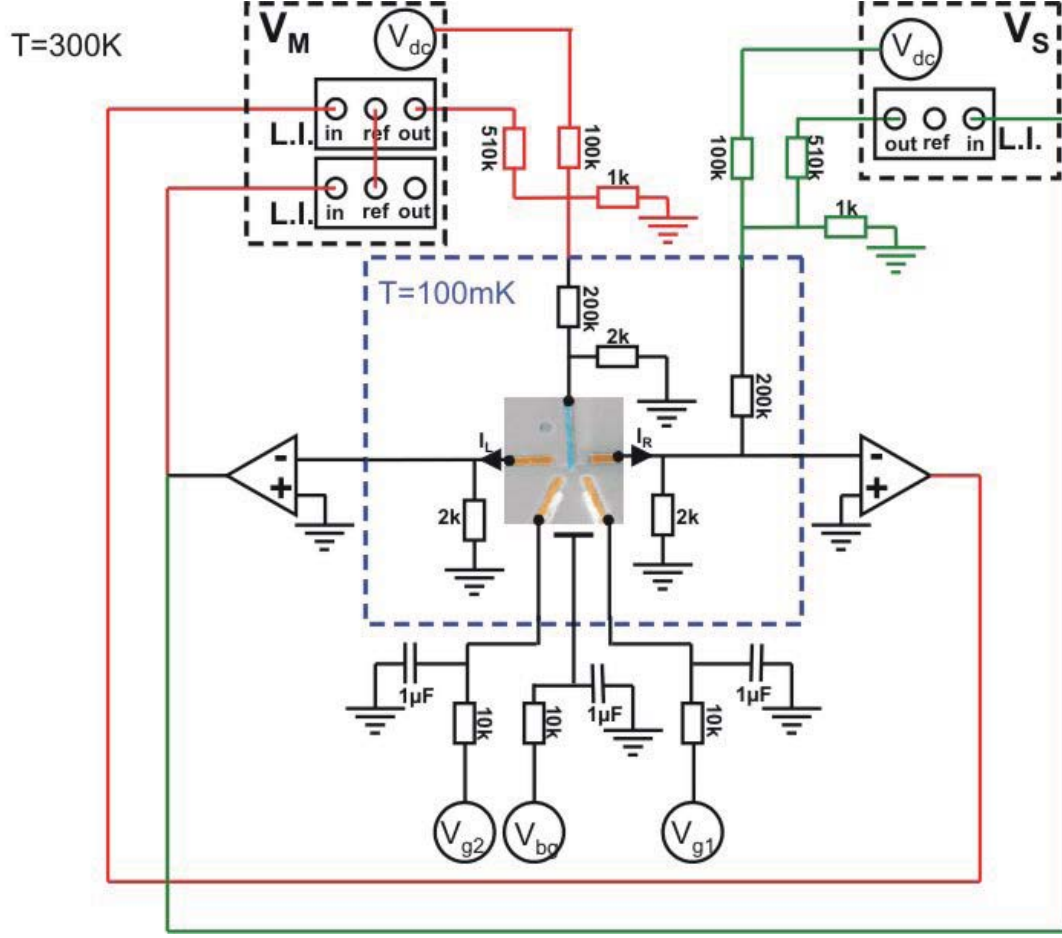 T=300K
V_M
V_dc
in ref out
L.I.
in ref out
L.I.
510k
100k
1k
V_S
V_dc
out ref in
L.I.
100k
510k
1k
T=100mK
200k
2k
200k
I_L
I_R
2k
2k
1µF
10k
10k
1µF
10k
1µF
V_g2
V_bg
V_g1